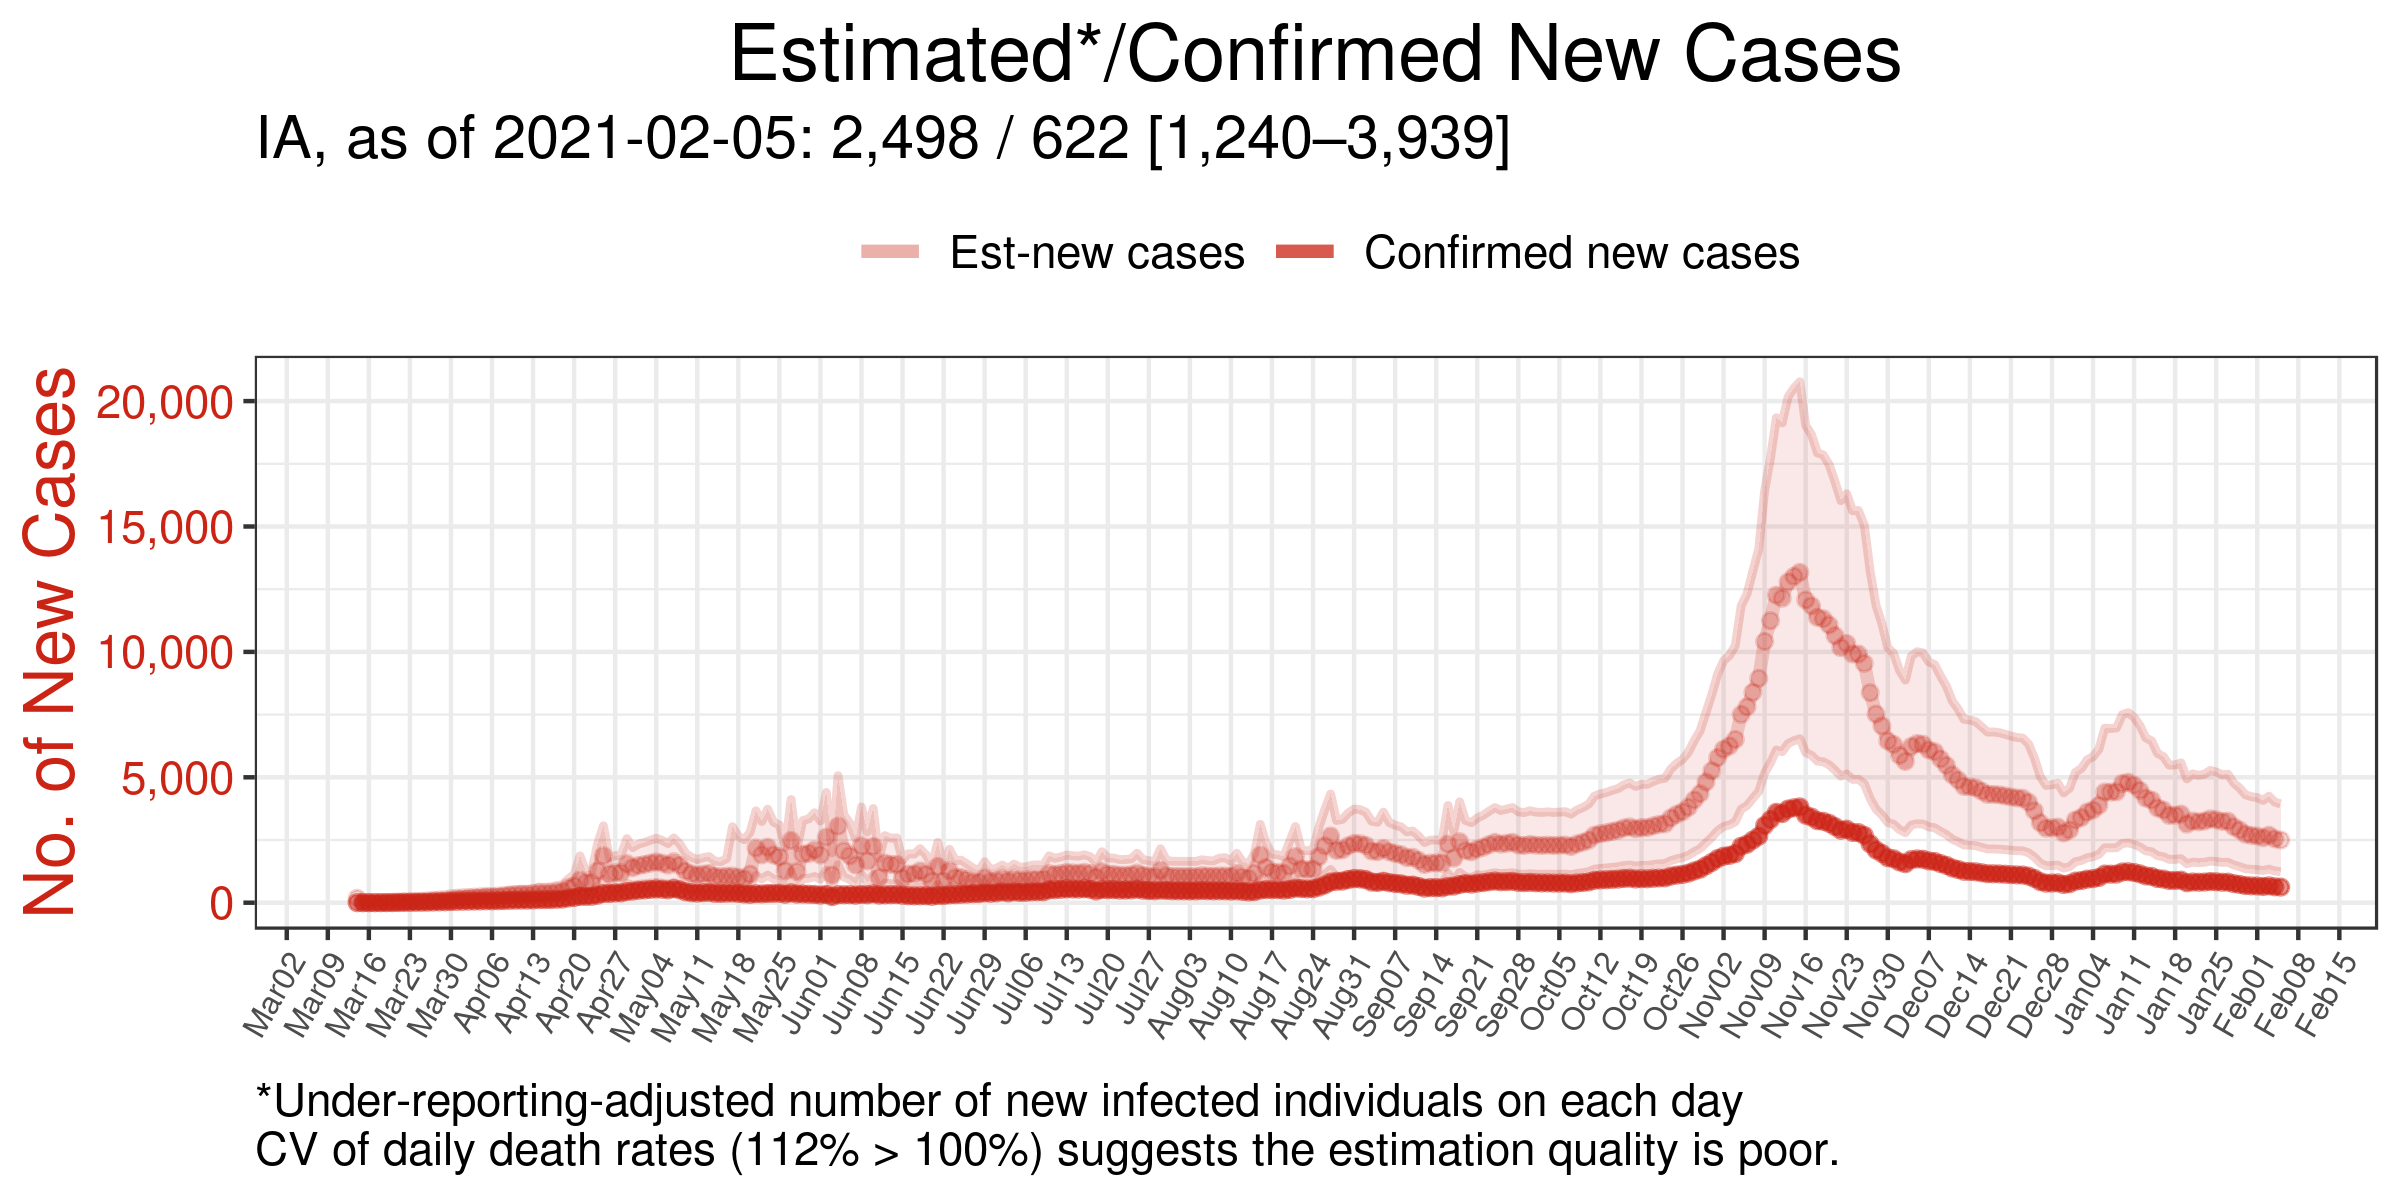 Estimated*/Confirmed New Cases
IA, as of 2021-02-05: 2,498 / 622 [1,240–3,939]
Est-new cases Confirmed new cases
No. of New Cases
20,000
15,000
10,000
5,000
0
Mar02 Mar09 Mar16 Mar23 Mar30 Apr06 Apr13 Apr20 Apr27 May04 May11 May18 May25 Jun01 Jun08 Jun15 Jun22 Jun29 Jul06 Jul13 Jul20 Jul27 Aug03 Aug10 Aug17 Aug24 Aug31 Sep07 Sep14 Sep21 Sep28 Oct05 Oct12 Oct19 Oct26 Nov02 Nov09 Nov16 Nov23 Nov30 Dec07 Dec14 Dec21 Dec28 Jan04 Jan11 Jan18 Jan25 Feb01 Feb08 Feb15
*Under-reporting-adjusted number of new infected individuals on each day
CV of daily death rates (112% > 100%) suggests the estimation quality is poor.